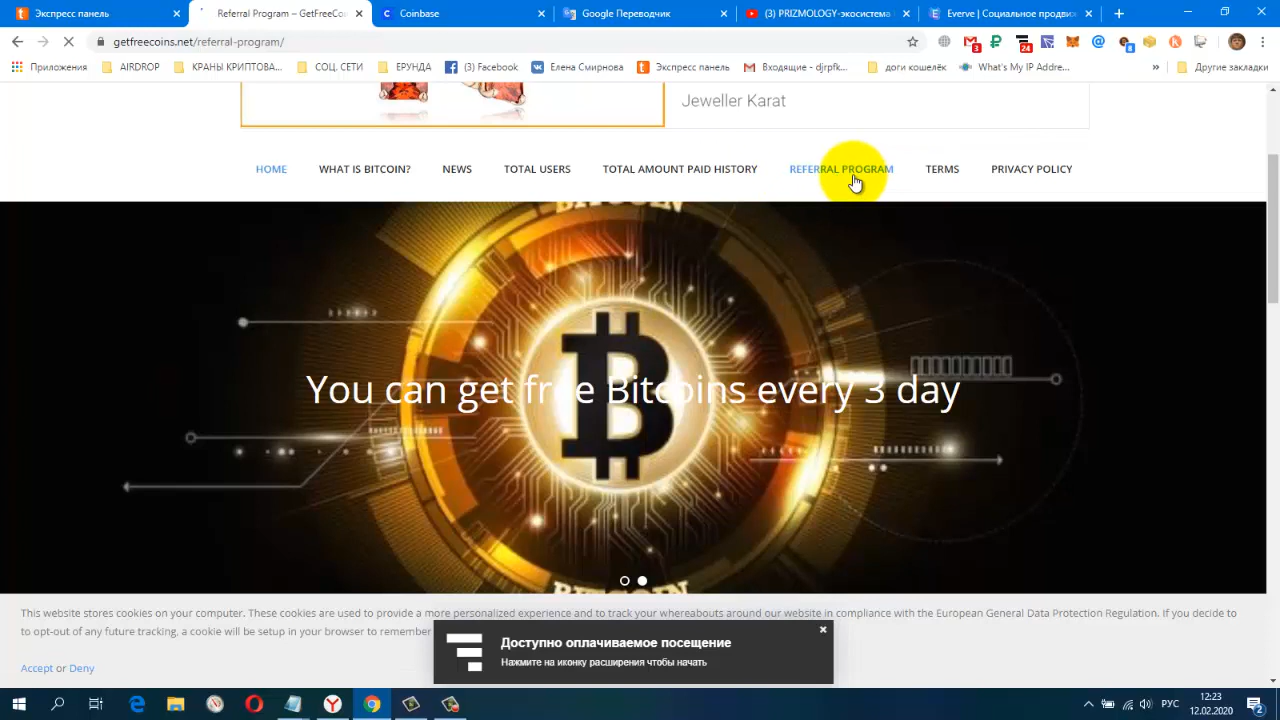 Экспресс панель
Referral Program – GetFreeCoin
Coinbase
Google Переводчик
(3) PRIZMOLOGY-экосистема
Everve | Социальное продвиж
getfreecoins.net/referral-program/
3
24
8
Приложения
AIRDROP
КРАНЫ КРИПТОВА...
СОЦ. СЕТИ
ЕРУНДА
(3) Facebook
Елена Смирнова
Экспресс панель
Входящие - djrpfk...
доги кошелёк
What's My IP Addre...
»
Другие закладки
Jeweller Karat
HOME
WHAT IS BITCOIN?
NEWS
TOTAL USERS
TOTAL AMOUNT PAID HISTORY
REFERRAL PROGRAM
TERMS
PRIVACY POLICY
You can get free Bitcoins every 3 day
BITCOIN
This website stores cookies on your computer. These cookies are used to provide a more personalized experience and to track your whereabouts around our website in compliance with the European General Data Protection Regulation. If you decide to
to opt-out of any future tracking, a cookie will be setup in your browser to remember
Accept or Deny
Доступно оплачиваемое посещение
Нажмите на иконку расширения чтобы начать
РУС
12:23
12.02.2020
2